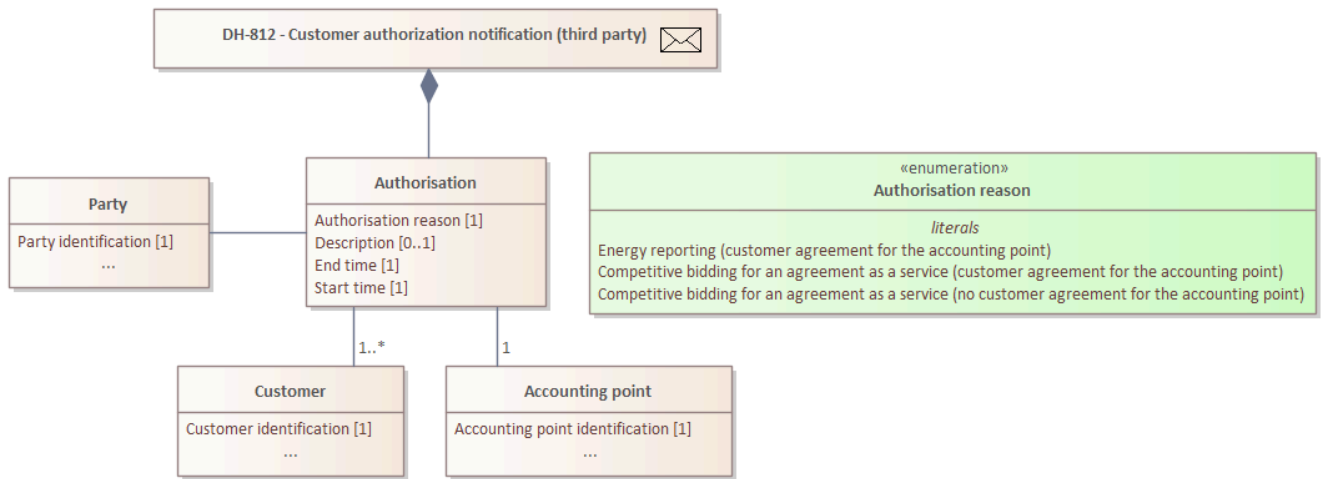 DH-812 - Customer authorization notification (third party)
Authorisation
Authorisation reason [1]
Description [0..1]
End time [1]
Start time [1]
Party
Party identification [1]
...
«enumeration»
Authorisation reason
literals
Energy reporting (customer agreement for the accounting point)
Competitive bidding for an agreement as a service (customer agreement for the accounting point)
Competitive bidding for an agreement as a service (no customer agreement for the accounting point)
1..*
1
Customer
Customer identification [1]
...
Accounting point
Accounting point identification [1]
...